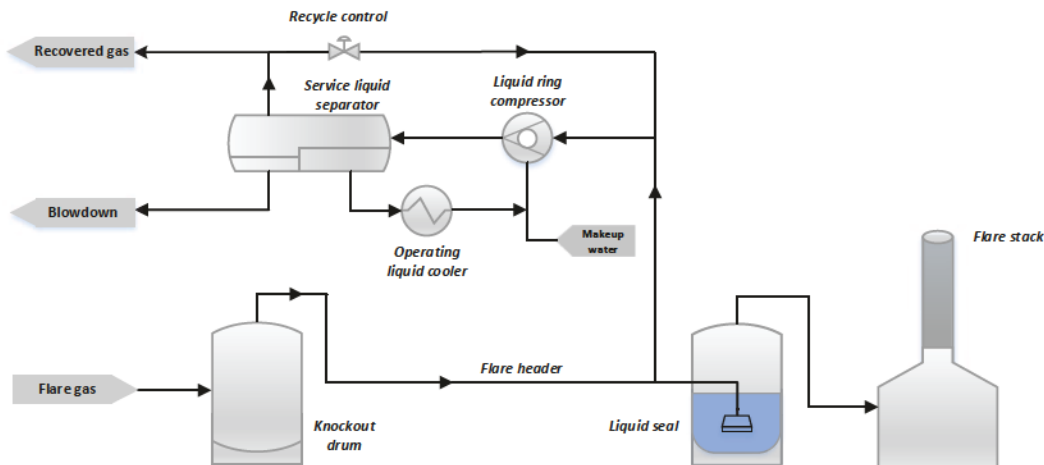 Recycle control
Recovered gas
Service liquid
separator
Liquid ring
compressor
Blowdown
Makeup
water
Operating
liquid cooler
Flare stack
Flare header
Flare gas
Knockout
drum
Liquid seal